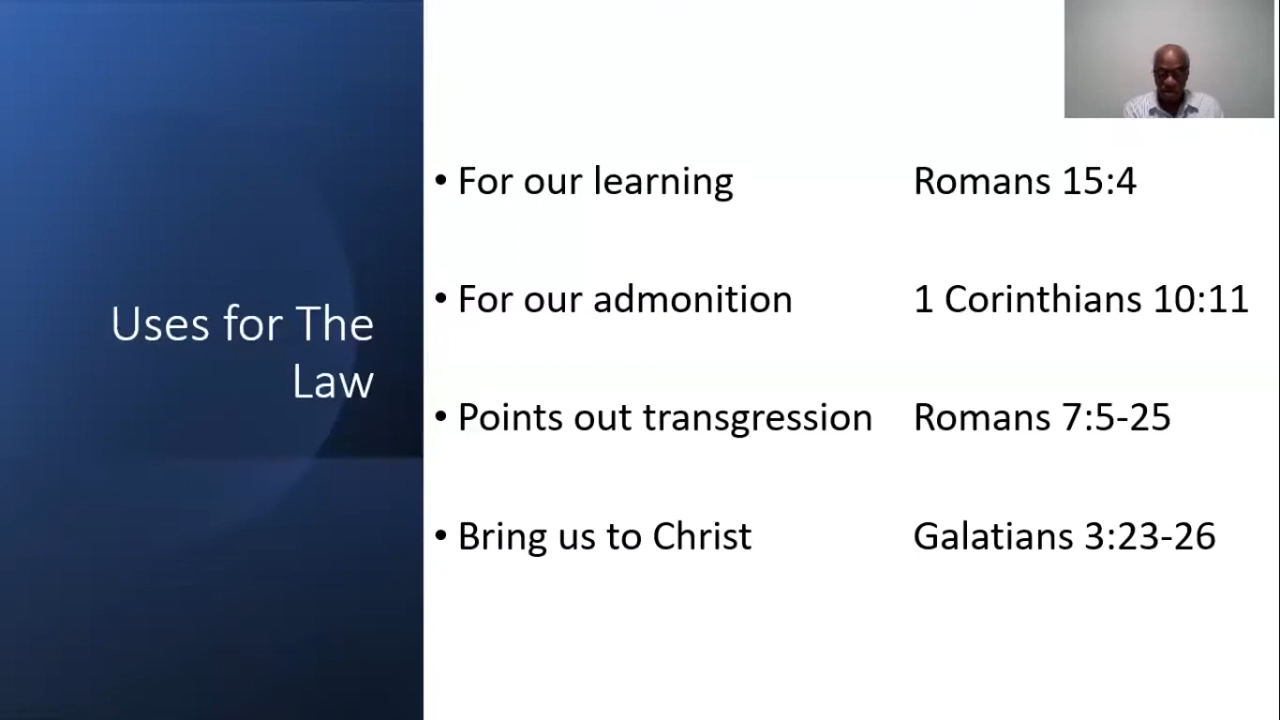 Uses for The
Law
• For our learning Romans 15:4
• For our admonition 1 Corinthians 10:11
• Points out transgression Romans 7:5-25
• Bring us to Christ Galatians 3:23-26